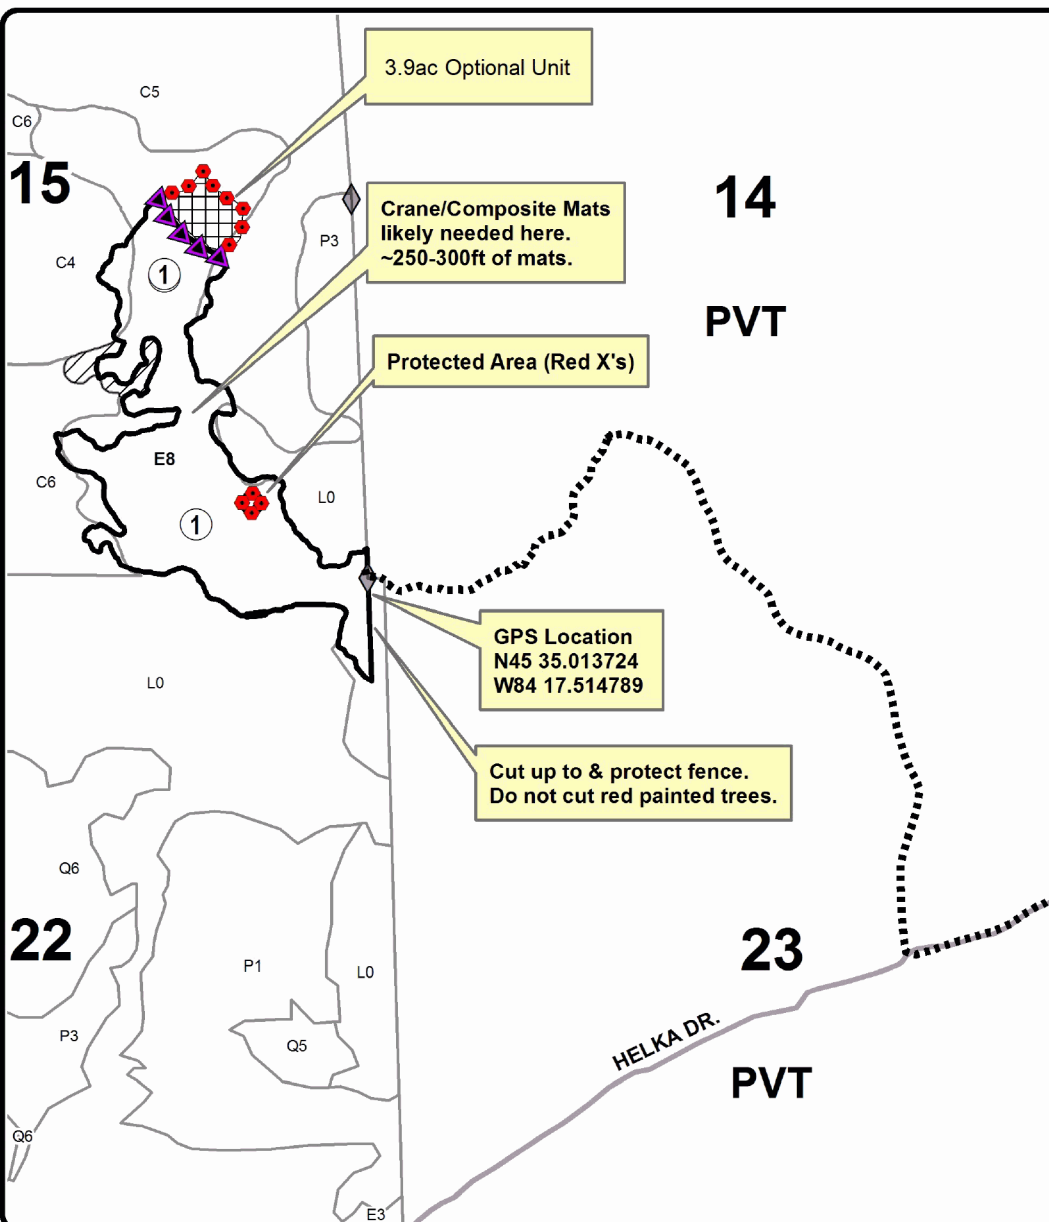 3.9ac Optional Unit
C5
C6
15
14
Crane/Composite Mats
likely needed here.
~250-300ft of mats.
P3
C4
1
PVT
Protected Area (Red X's)
E8
C6
L0
1
GPS Location
N45 35.013724
W84 17.514789
L0
Cut up to & protect fence.
Do not cut red painted trees.
Q6
22
23
P1
L0
P3
Q5
HELKA DR.
PVT
Q6
E3